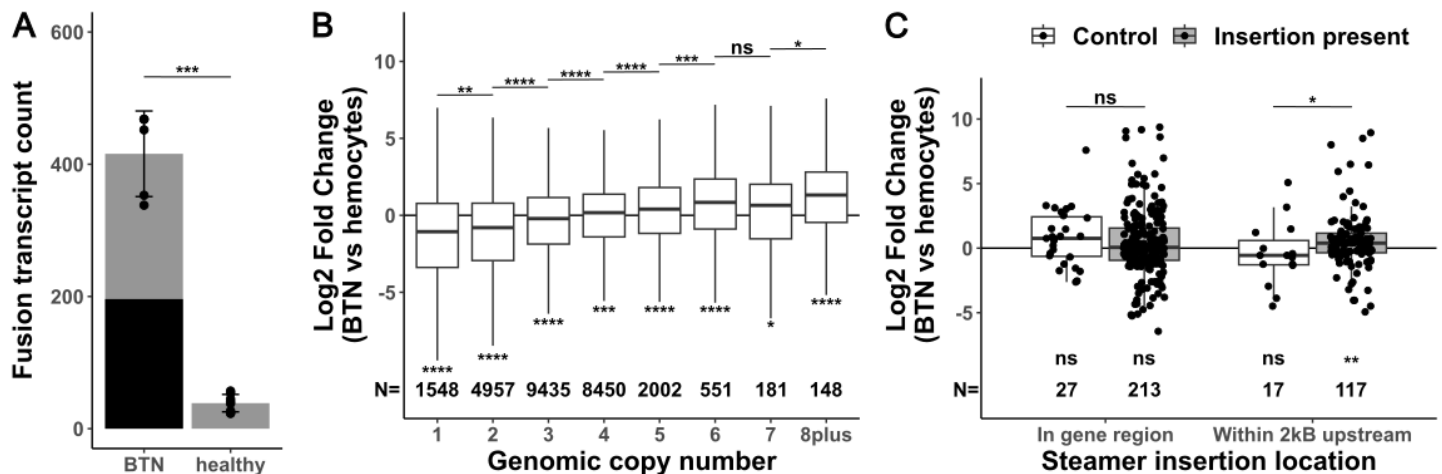 A
Fusion transcript count
600
400
200
0
***
BTN healthy
B
Log2 Fold Change
(BTN vs hemocytes)
10
5
0
-5
** **** **** **** *** ns *
**** **** **** *** **** **** * ****
N= 1548 4957 9435 8450 2002 551 181 148
1 2 3 4 5 6 7 8plus
Genomic copy number
C
Control Insertion present
Log2 Fold Change
(BTN vs hemocytes)
10
5
0
-5
ns *
ns ns ns **
N= 27 213 17 117
In gene region Within 2kB upstream
Steamer insertion location